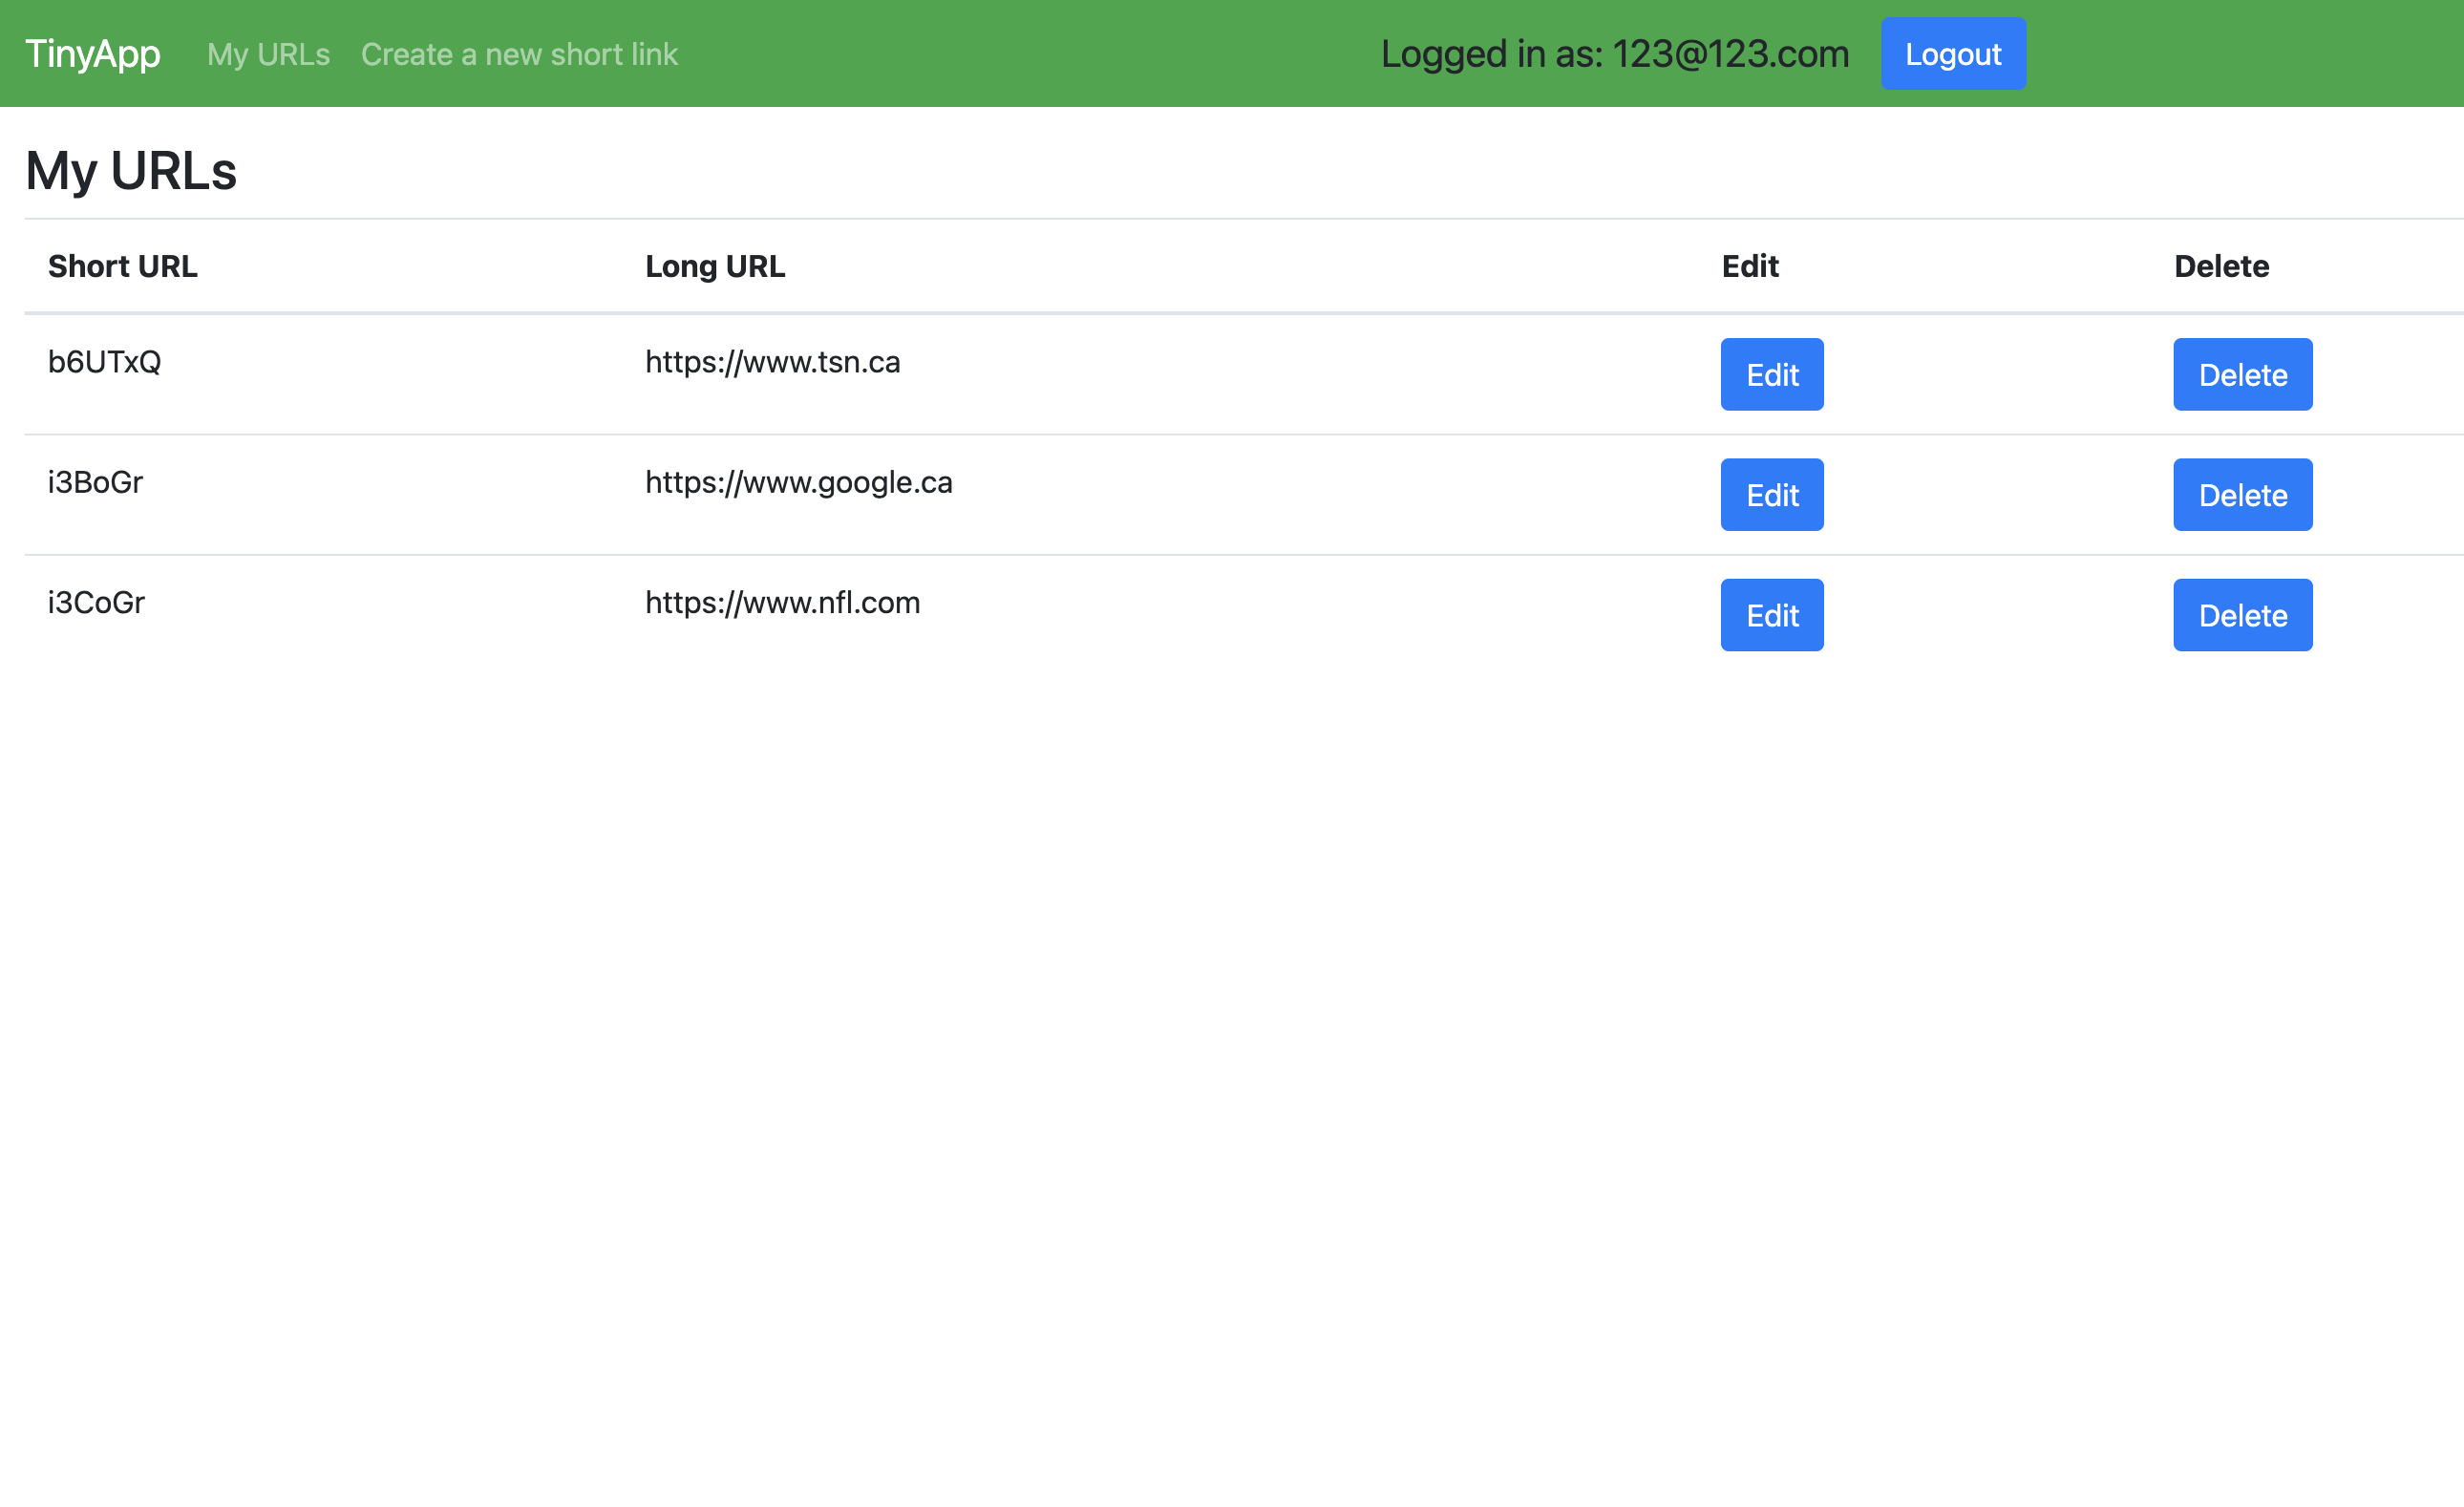 TinyApp My URLs Create a new short link Logged in as: 123@123.com Logout
My URLs
Short URL Long URL Edit Delete
b6UTxQ https://www.tsn.ca Edit Delete
i3BoGr https://www.google.ca Edit Delete
i3CoGr https://www.nfl.com Edit Delete